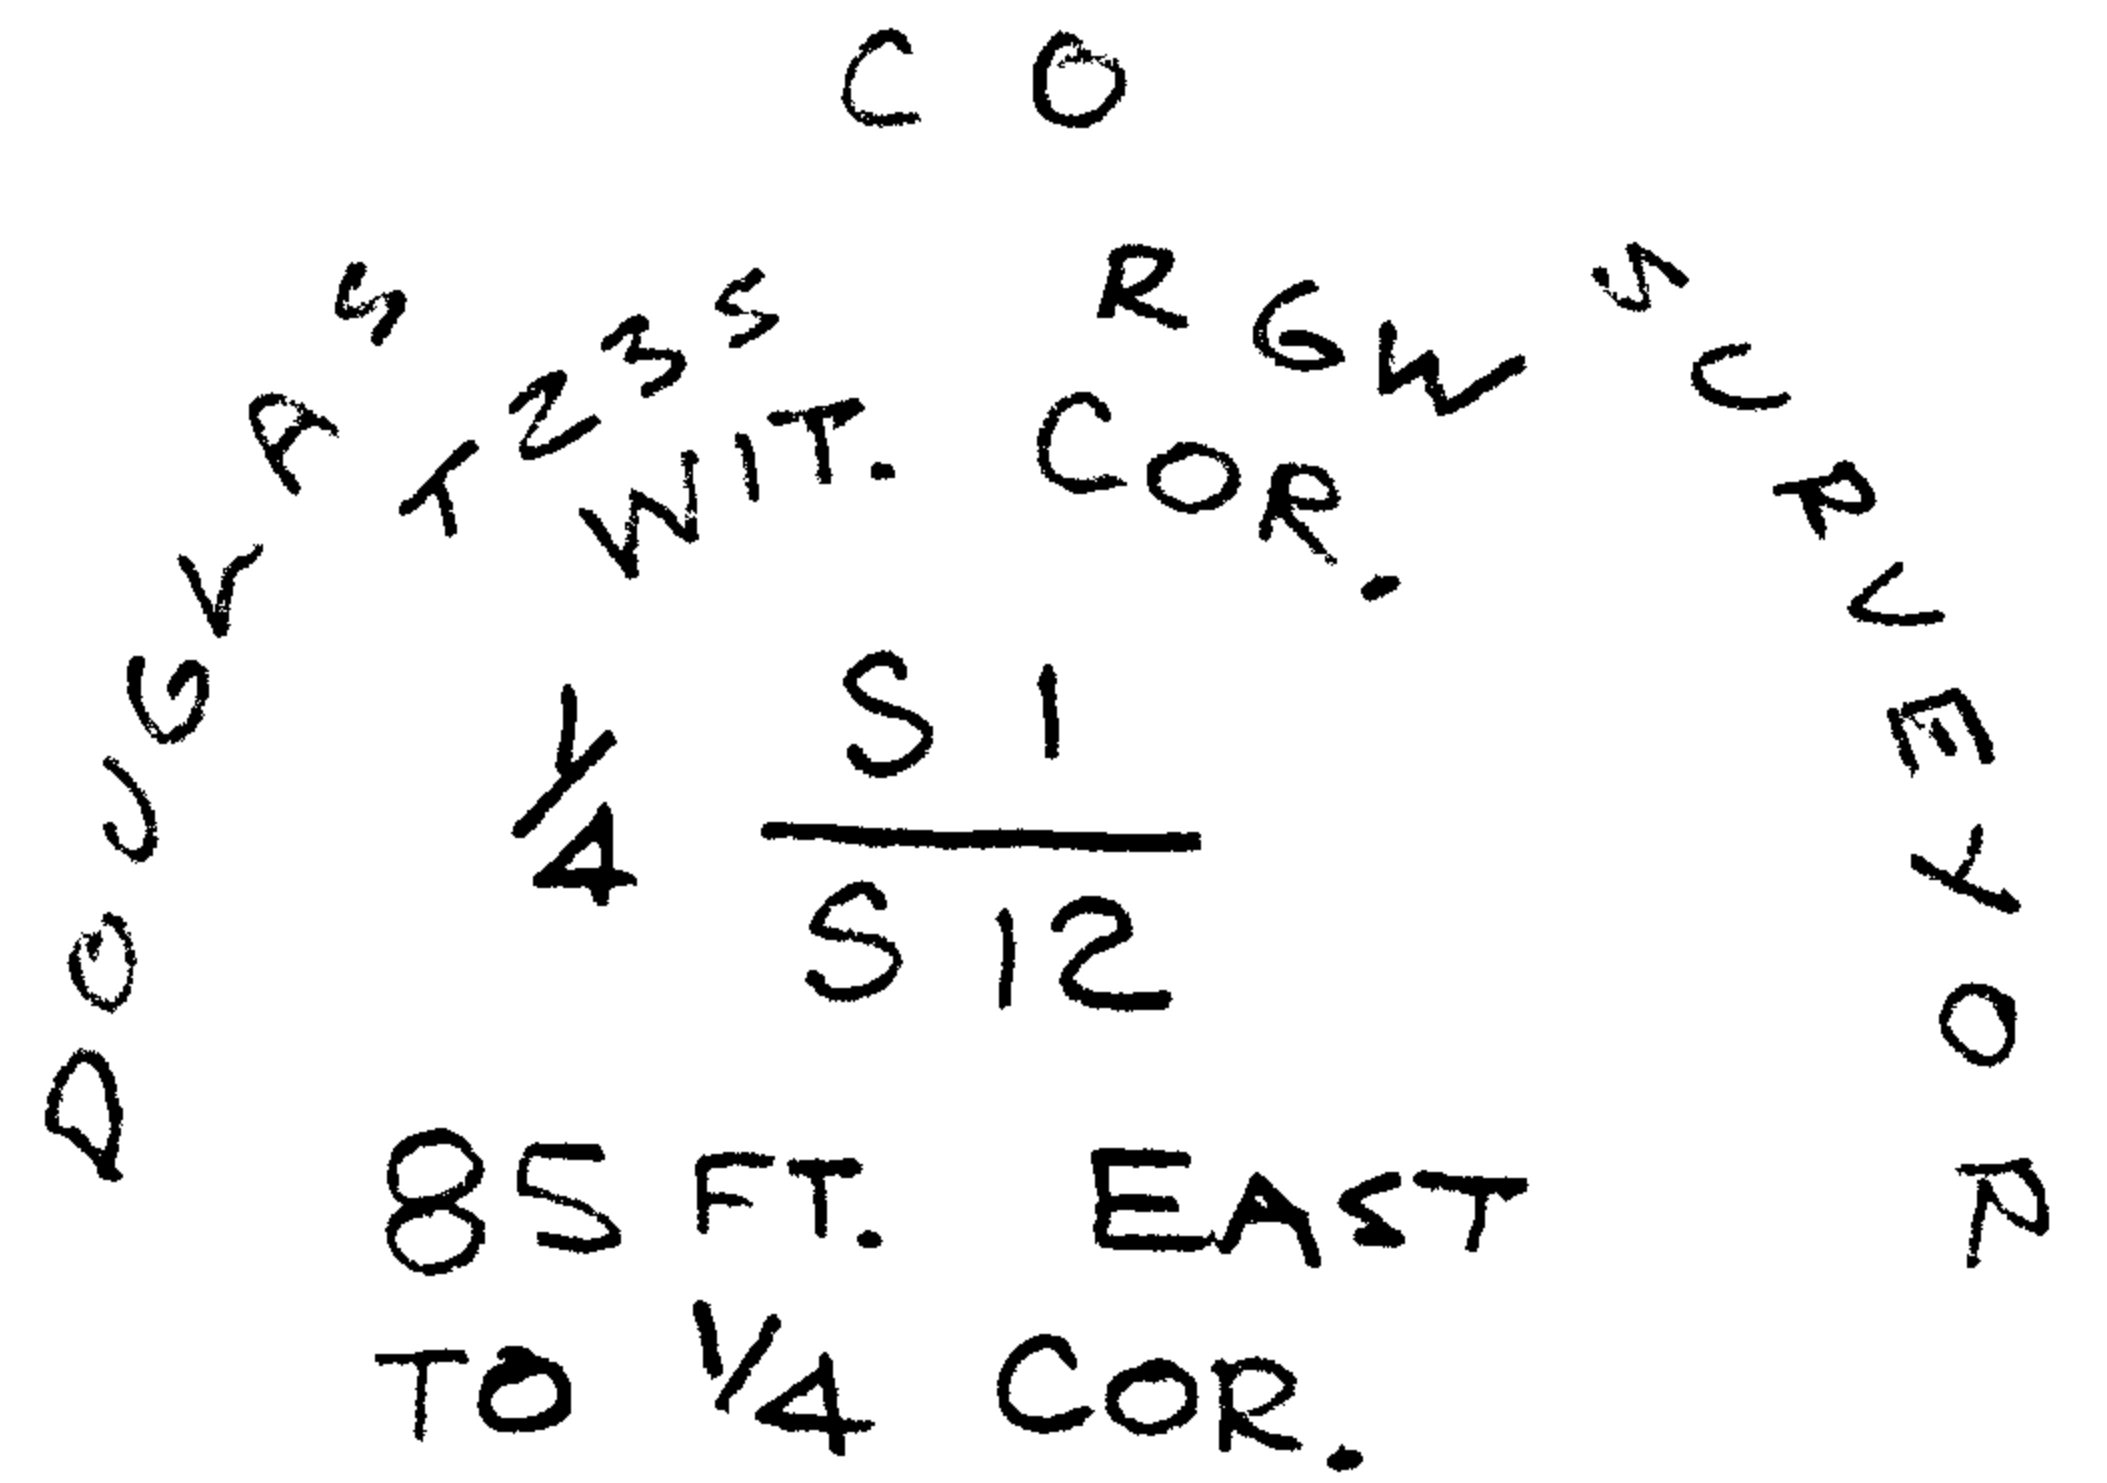 DOUGLAS CO SURVEYOR
T23S R6W
WIT. COR.
1/4 S1
S12
85 FT. EAST
TO 1/4 COR.